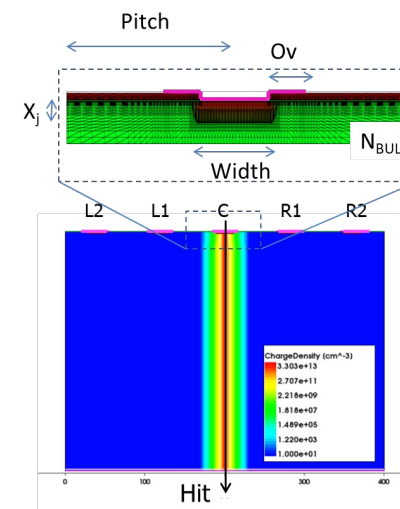 Pitch
Ov
Xj
NBUL
Width
L2 L1 C R1 R2
ChargeDensity (cm^-3)
3.303e+13
2.707e+11
2.218e+09
1.818e+07
1.489e+05
1.220e+03
1.000e+01
0 100 300 400
Hit